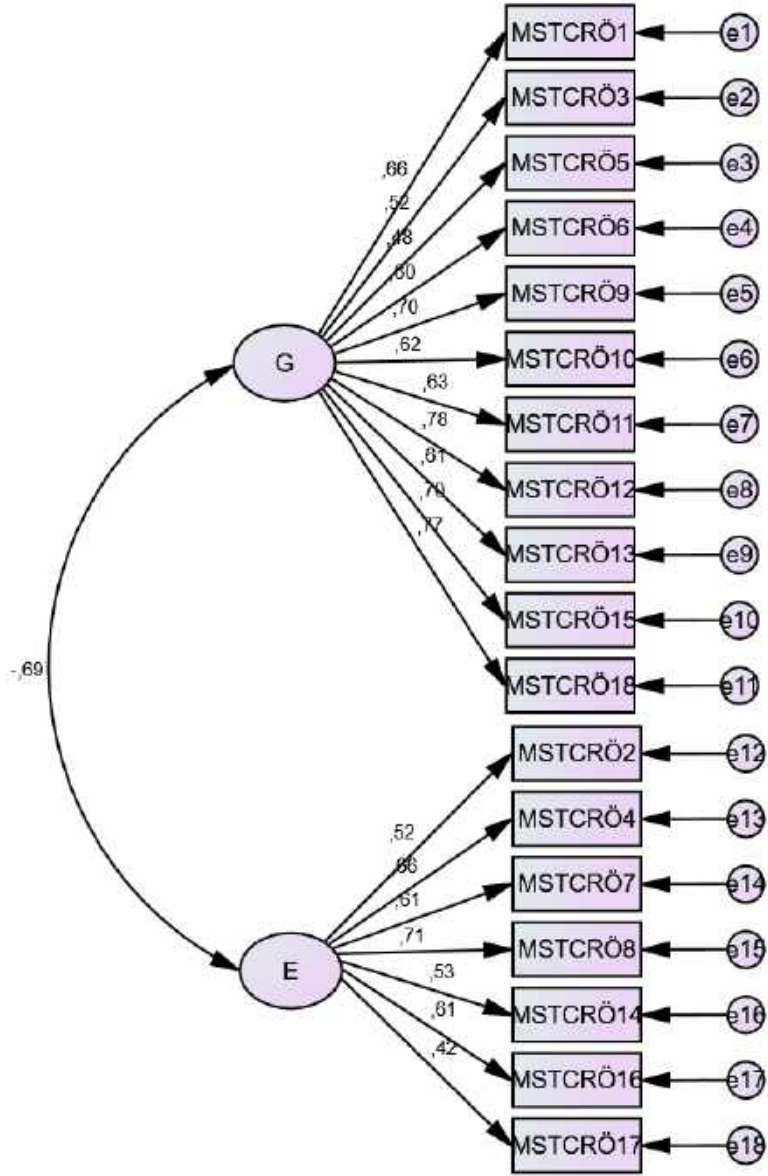 MSTCRÖ1
e1
MSTCRÖ3
e2
,66
MSTCRÖ5
e3
,52
MSTCRÖ6
e4
,48
,60
MSTCRÖ9
e5
,70
,62
MSTCRÖ10
e6
G
,63
MSTCRÖ11
e7
,78
,61
MSTCRÖ12
e8
,70
,77
MSTCRÖ13
e9
MSTCRÖ15
e10
-,69
MSTCRÖ18
e11
MSTCRÖ2
e12
,52
MSTCRÖ4
e13
,66
MSTCRÖ7
e14
,61
,71
MSTCRÖ8
e15
E
,53
MSTCRÖ14
e16
,61
,42
MSTCRÖ16
e17
MSTCRÖ17
e18